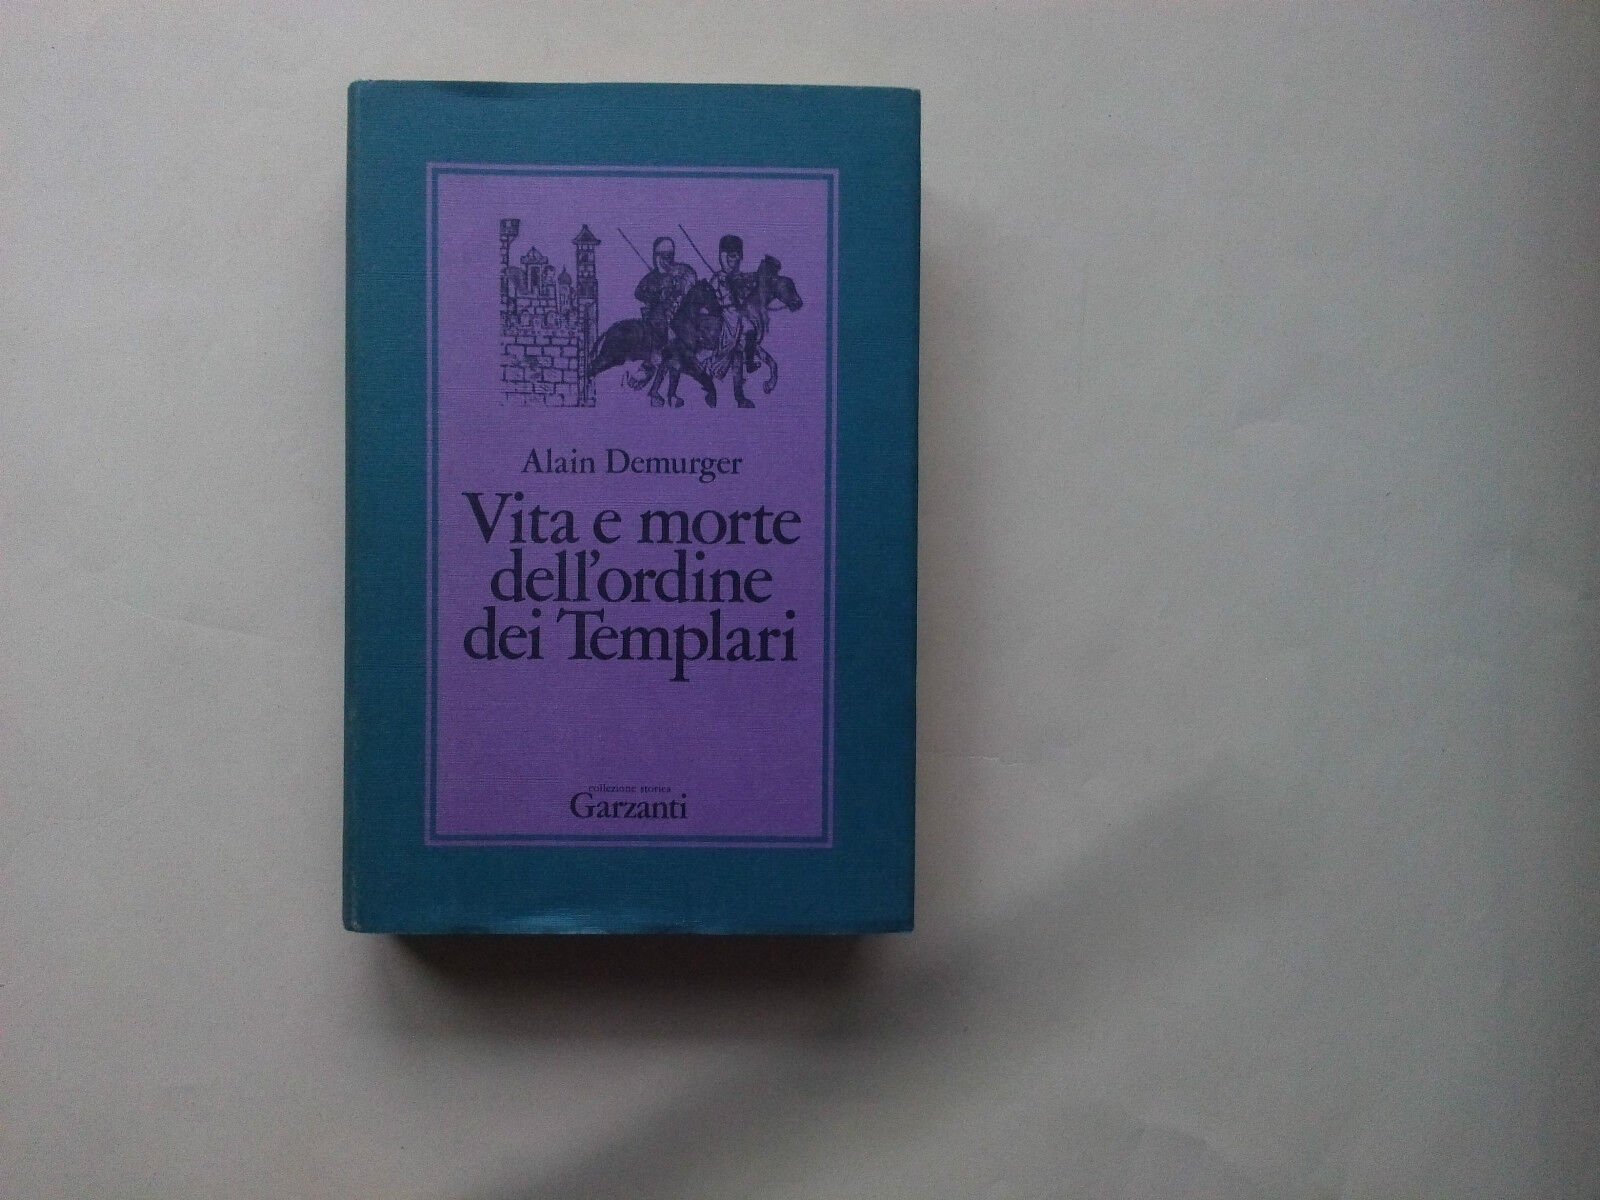 Alain Demurger
Vita e morte
dell'ordine
dei Templari
collezione storica
Garzanti